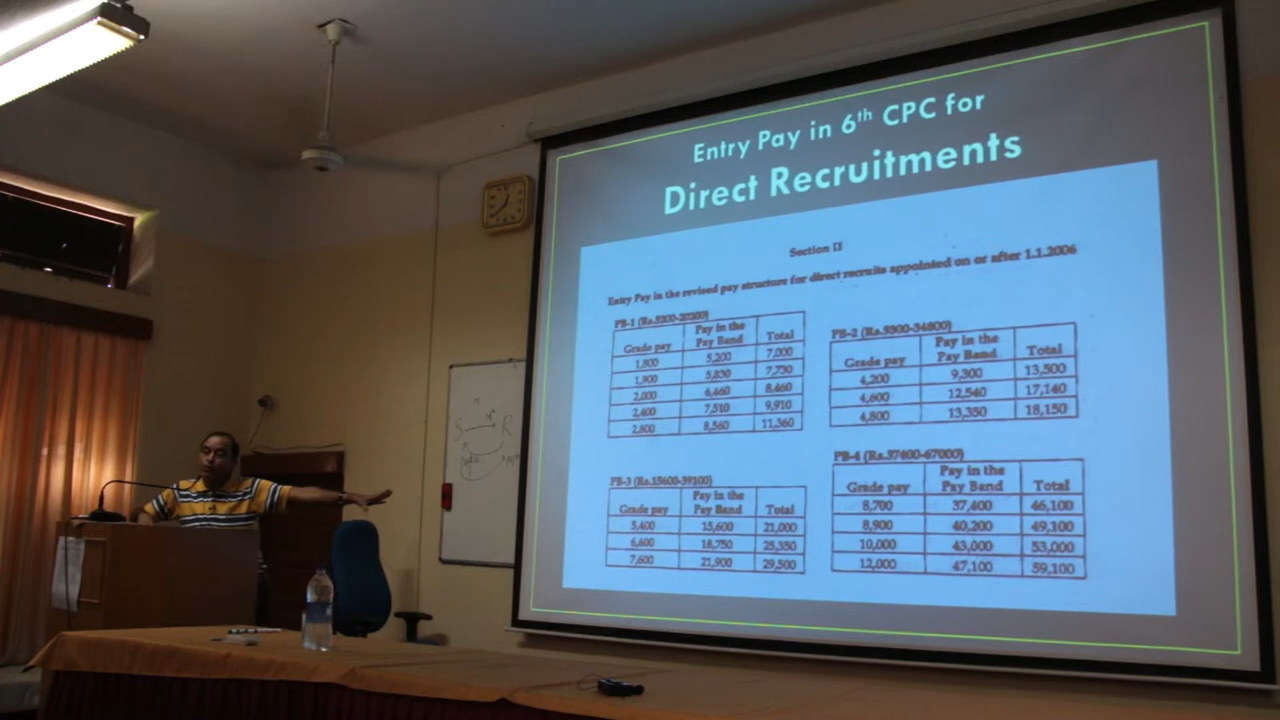 Entry Pay in 6th CPC for
Direct Recruitments
Section II
Entry Pay in the revised pay structure for direct recruits appointed on or after 1.1.2006
PB-1 (Rs.5200-20200)
Grade pay Pay in the Pay Band Total
1,800 5,200 7,000
1,900 5,830 7,730
2,000 6,460 8,460
2,400 7,510 9,910
2,800 8,560 11,360
PB-2 (Rs.9300-34800)
Grade pay Pay in the Pay Band Total
4,200 9,300 13,500
4,600 12,540 17,140
4,800 13,350 18,150
PB-3 (Rs.15600-39100)
Grade pay Pay in the Pay Band Total
5,400 15,600 21,000
6,600 18,750 25,350
7,600 21,900 29,500
PB-4 (Rs.37400-67000)
Grade pay Pay in the Pay Band Total
8,700 37,400 46,100
8,900 40,200 49,100
10,000 43,000 53,000
12,000 47,100 59,100
S R